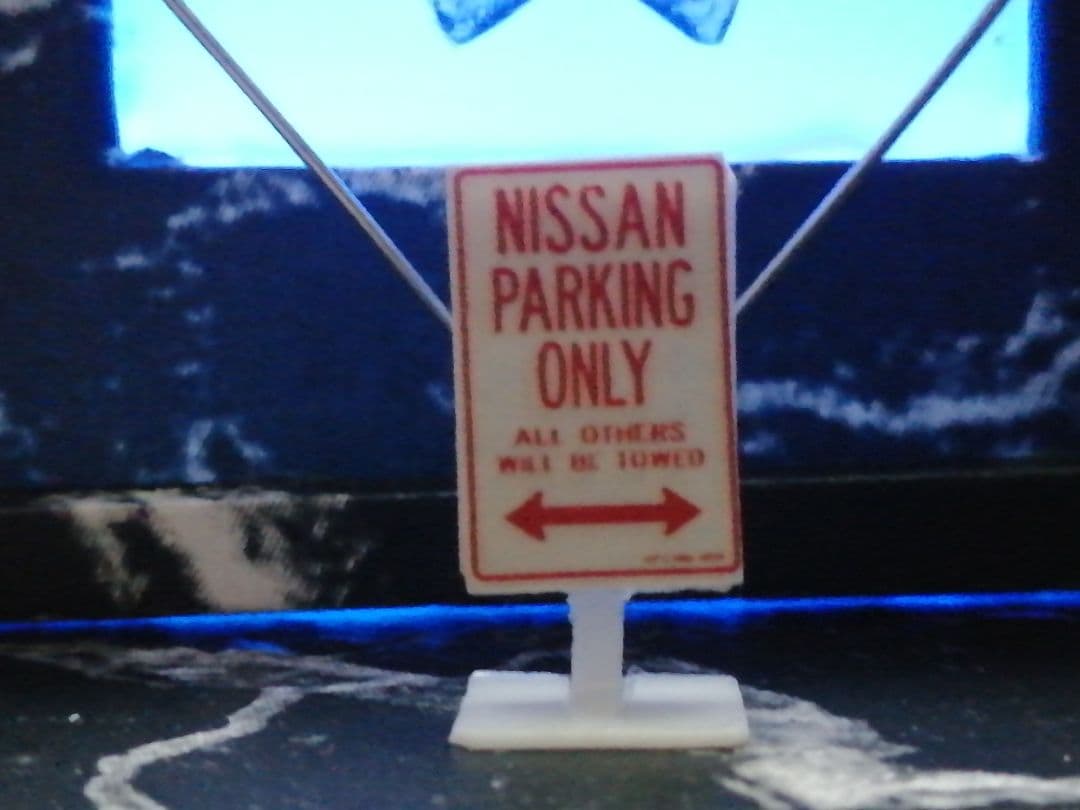 NISSAN
PARKING
ONLY
ALL OTHERS
WILL BE TOWED